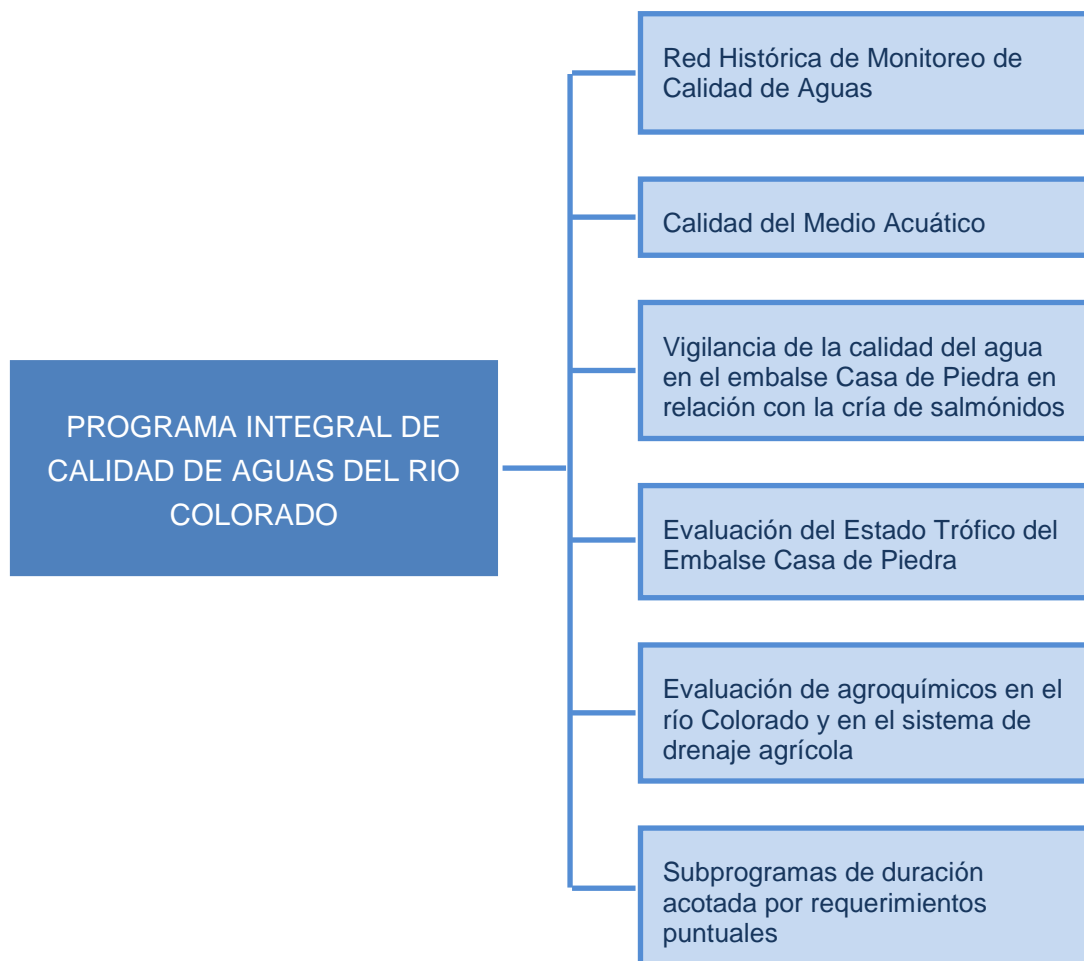 Red Histórica de Monitoreo de
Calidad de Aguas
Calidad del Medio Acuático
Vigilancia de la calidad del agua
en el embalse Casa de Piedra en
relación con la cría de salmónidos
PROGRAMA INTEGRAL DE
CALIDAD DE AGUAS DEL RIO
COLORADO
Evaluación del Estado Trófico del
Embalse Casa de Piedra
Evaluación de agroquímicos en el
río Colorado y en el sistema de
drenaje agrícola
Subprogramas de duración
acotada por requerimientos
puntuales